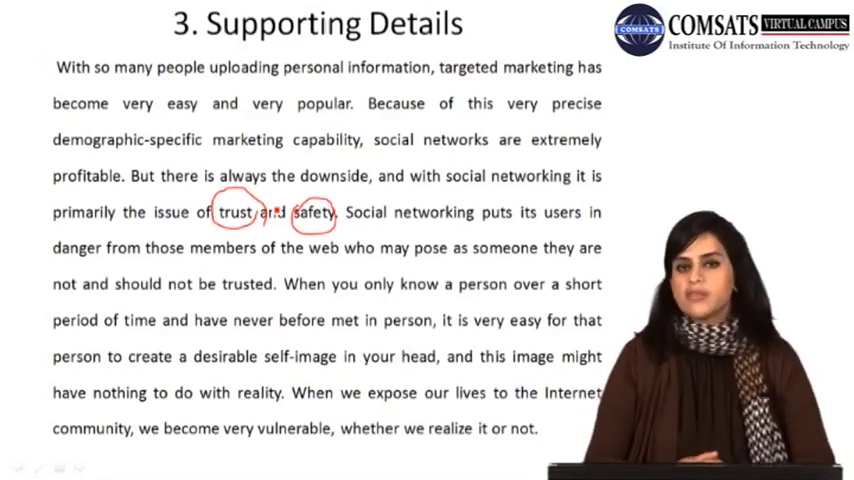 3. Supporting Details
COMSATS VIRTUAL CAMPUS
Institute Of Information Technology
COMSATS
With so many people uploading personal information, targeted marketing has
become very easy and very popular. Because of this very precise
demographic-specific marketing capability, social networks are extremely
profitable. But there is always the downside, and with social networking it is
primarily the issue of trust and safety. Social networking puts its users in
danger from those members of the web who may pose as someone they are
not and should not be trusted. When you only know a person over a short
period of time and have never before met in person, it is very easy for that
person to create a desirable self-image in your head, and this image might
have nothing to do with reality. When we expose our lives to the Internet
community, we become very vulnerable, whether we realize it or not.